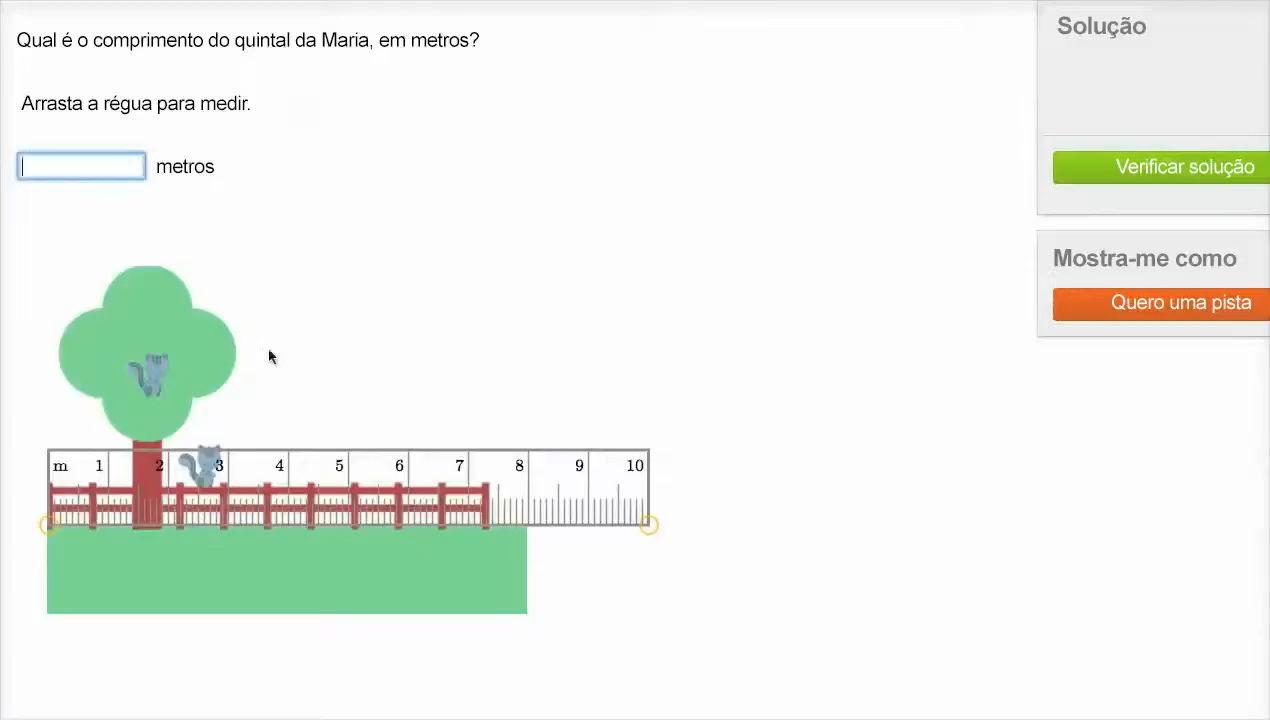 Qual é o comprimento do quintal da Maria, em metros?
Arrasta a régua para medir.
metros
m 1 2 3 4 5 6 7 8 9 10
Solução
Verificar solução
Mostra-me como
Quero uma pista